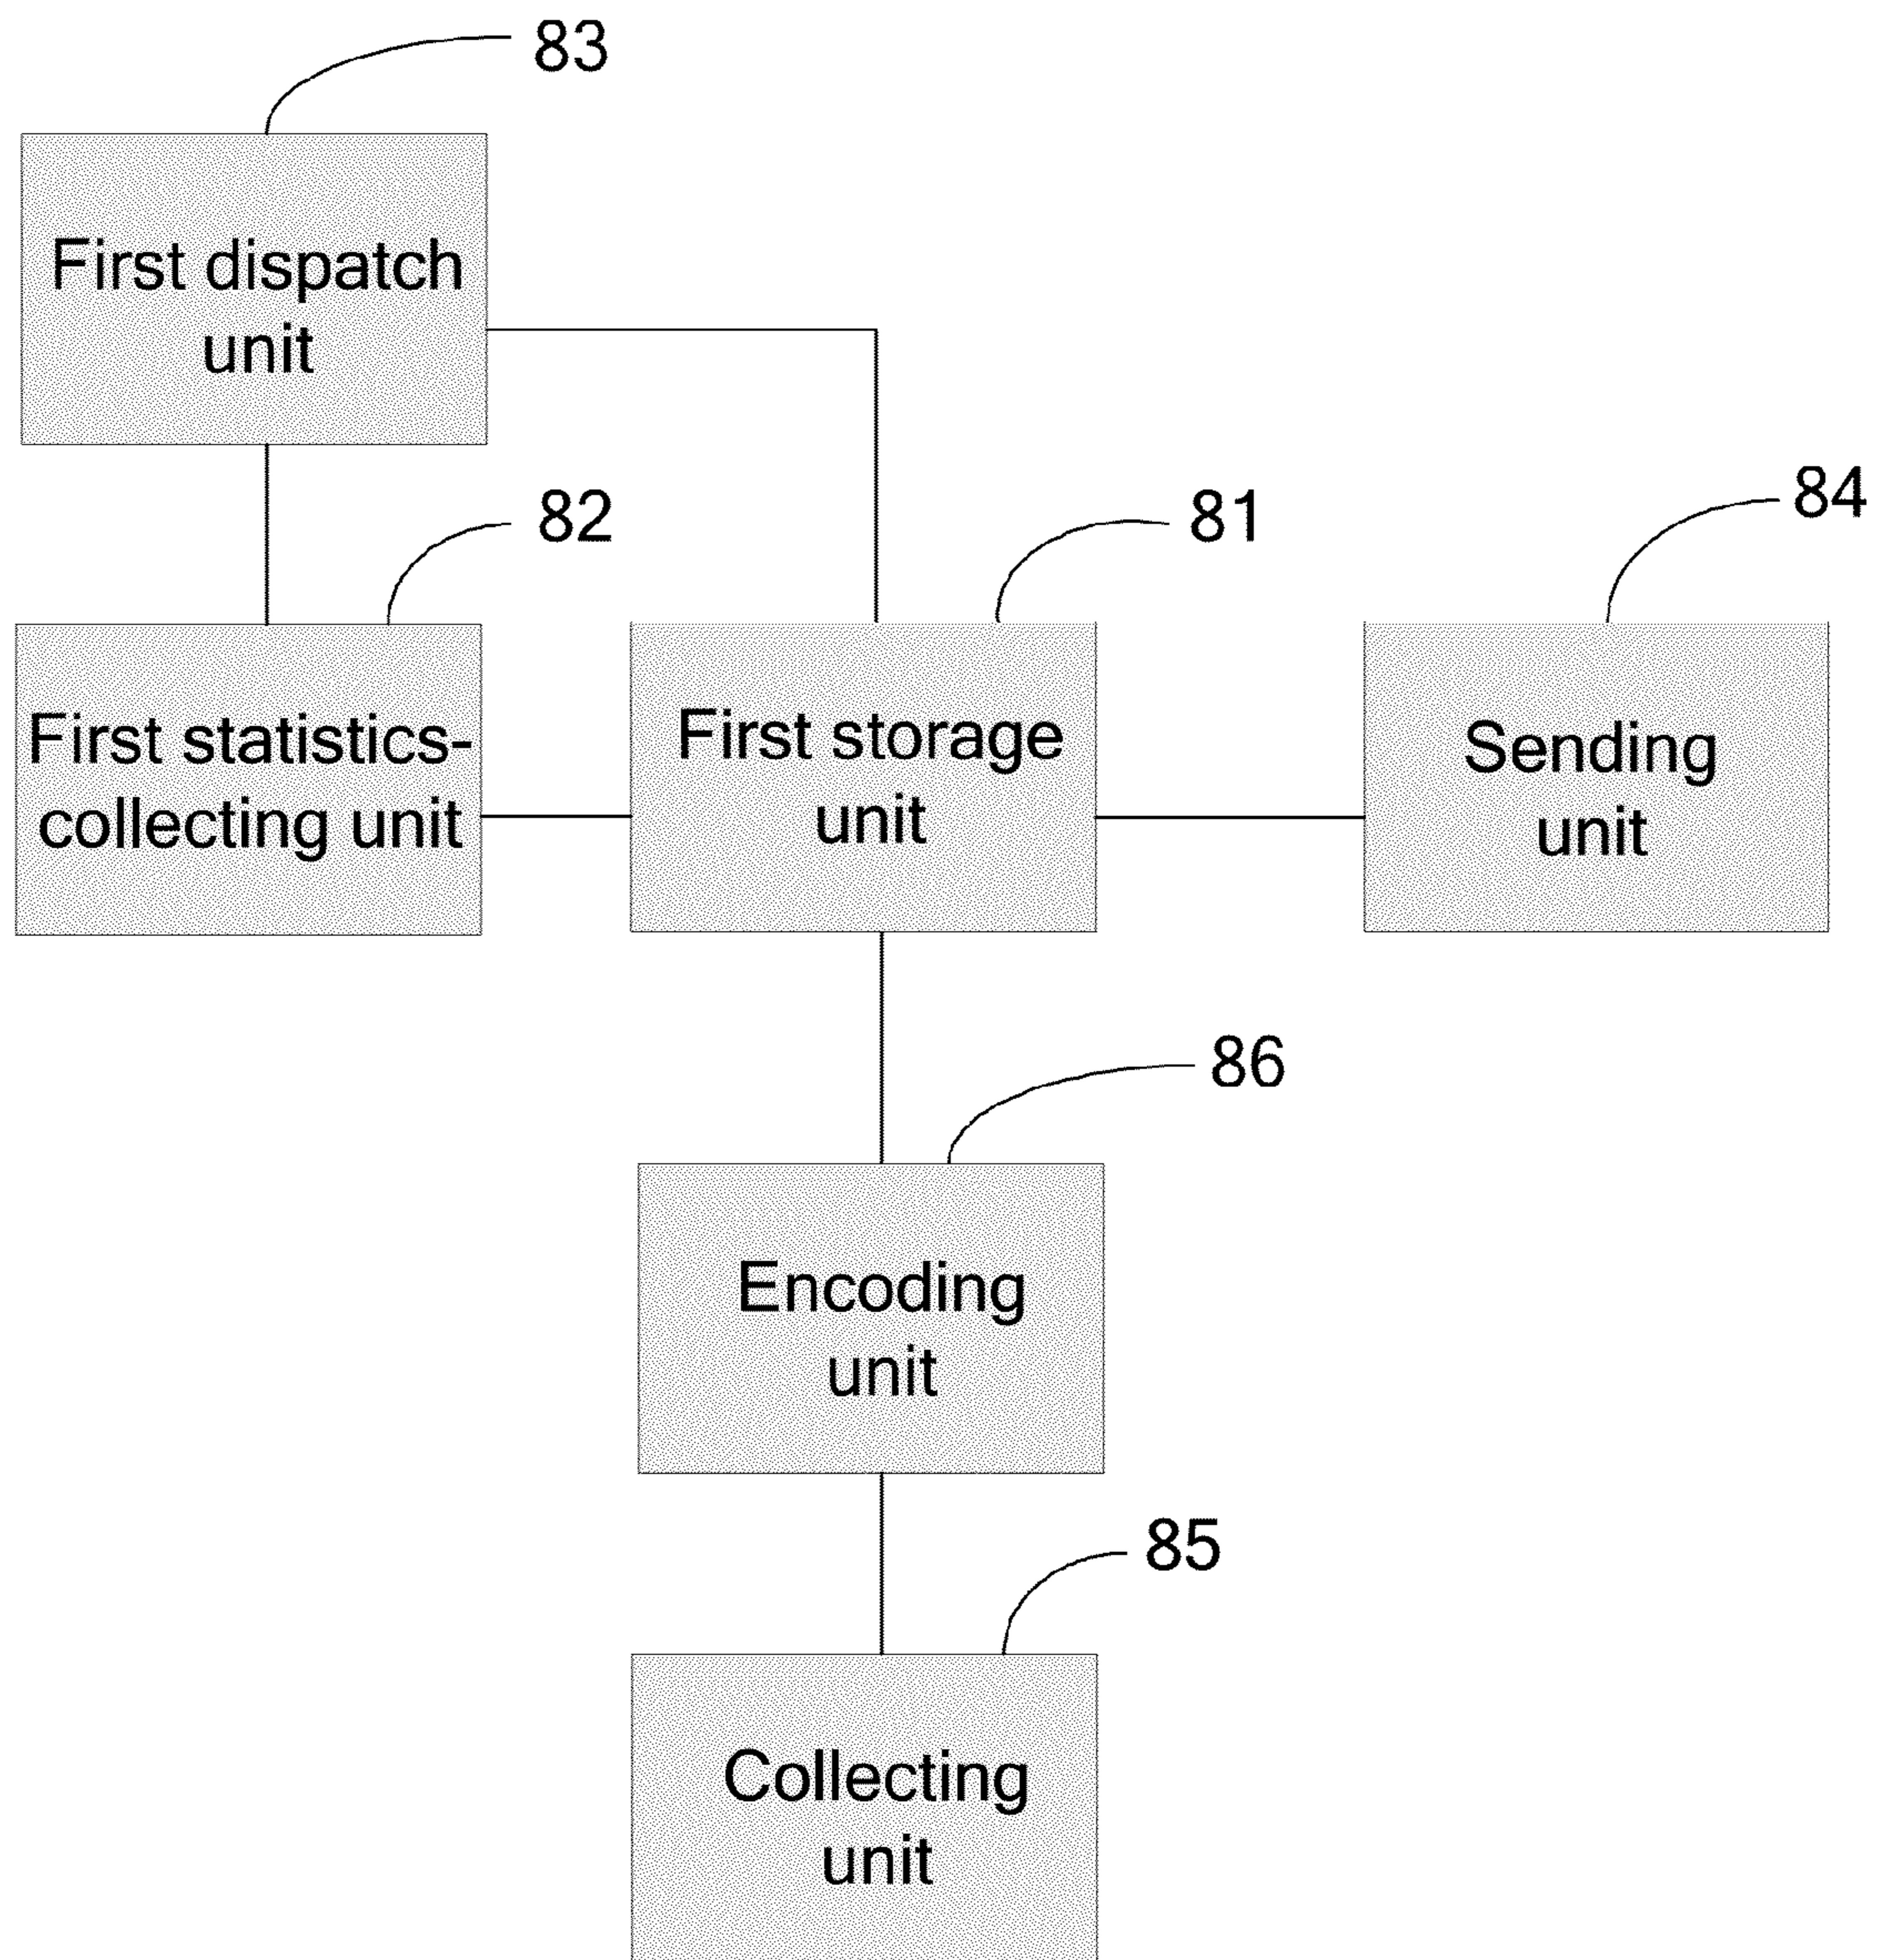 83
First dispatch
unit
82
81
84
First statistics-
collecting unit
First storage
unit
Sending
unit
86
Encoding
unit
85
Collecting
unit